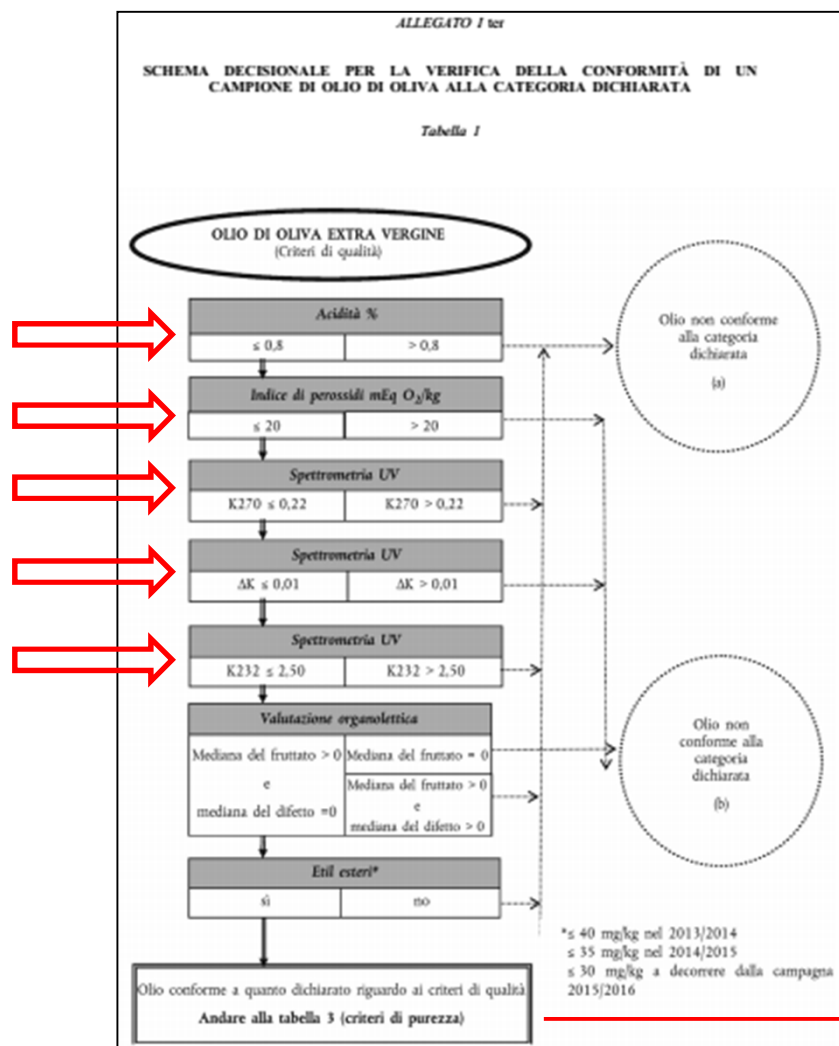 ALLEGATO I ter
SCHEMA DECISIONALE PER LA VERIFICA DELLA CONFORMITÀ DI UN
CAMPIONE DI OLIO DI OLIVA ALLA CATEGORIA DICHIARATA
Tabella 1
OLIO DI OLIVA EXTRA VERGINE
(Criteri di qualità)
Acidità %
≤ 0,8
> 0,8
Olio non conforme
alla categoria
dichiarata
(a)
Indice di perossidi mEq O₂/kg
≤ 20
> 20
Spettrometria UV
K270 ≤ 0,22
K270 > 0,22
Spettrometria UV
ΔK ≤ 0,01
ΔK > 0,01
Spettrometria UV
K232 ≤ 2,50
K232 > 2,50
Valutazione organolettica
Mediana del fruttato > 0
e
mediana del difetto =0
Mediana del fruttato = 0
Mediana del fruttato > 0
e
mediana del difetto > 0
Olio non
conforme alla
categoria
dichiarata
(b)
Etil esteri*
sì
no
*≤ 40 mg/kg nel 2013/2014
≤ 35 mg/kg nel 2014/2015
≤ 30 mg/kg a decorrere dalla campagna
2015/2016
Olio conforme a quanto dichiarato riguardo ai criteri di qualità
Andare alla tabella 3 (criteri di purezza)